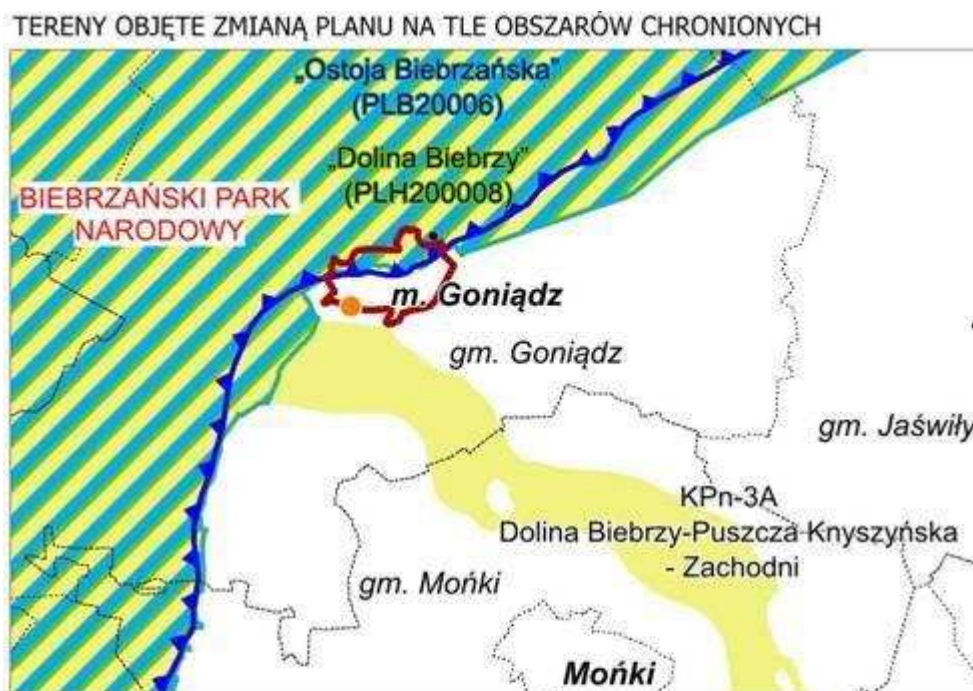 TERENY OBJĘTE ZMIANĄ PLANU NA TLE OBSZARÓW CHRONIONYCH
„Ostoja Biebrzańska”
(PLB20006)
„Dolina Biebrzy”
(PLH200008)
BIEBRZAŃSKI PARK
NARODOWY
m. Goniądz
gm. Goniądz
gm. Jaświły
KPn-3A
Dolina Biebrzy-Puszcza Knyszyńska
- Zachodni
gm. Mońki
Mońki